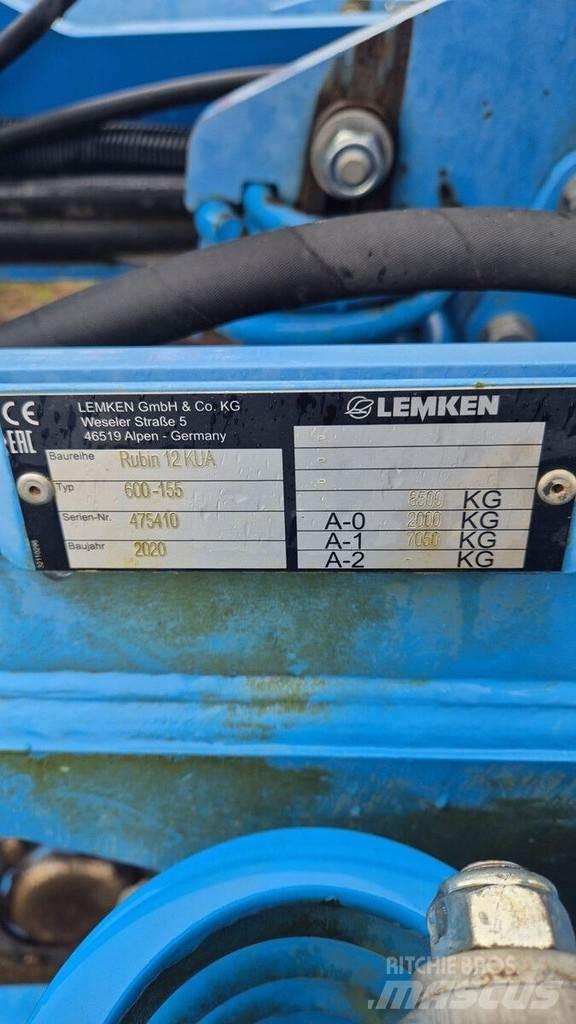 CE
EAC
LEMKEN GmbH & Co. KG
Weseler Straße 5
46519 Alpen - Germany
LEMKEN
Baureihe Rubin 12 KUA
Typ 600-155
Serien-Nr. 475410
Baujahr 2020
8500 KG
A-0 2000 KG
A-1 7050 KG
A-2 - KG
RITCHIE BROS.
MASCUS